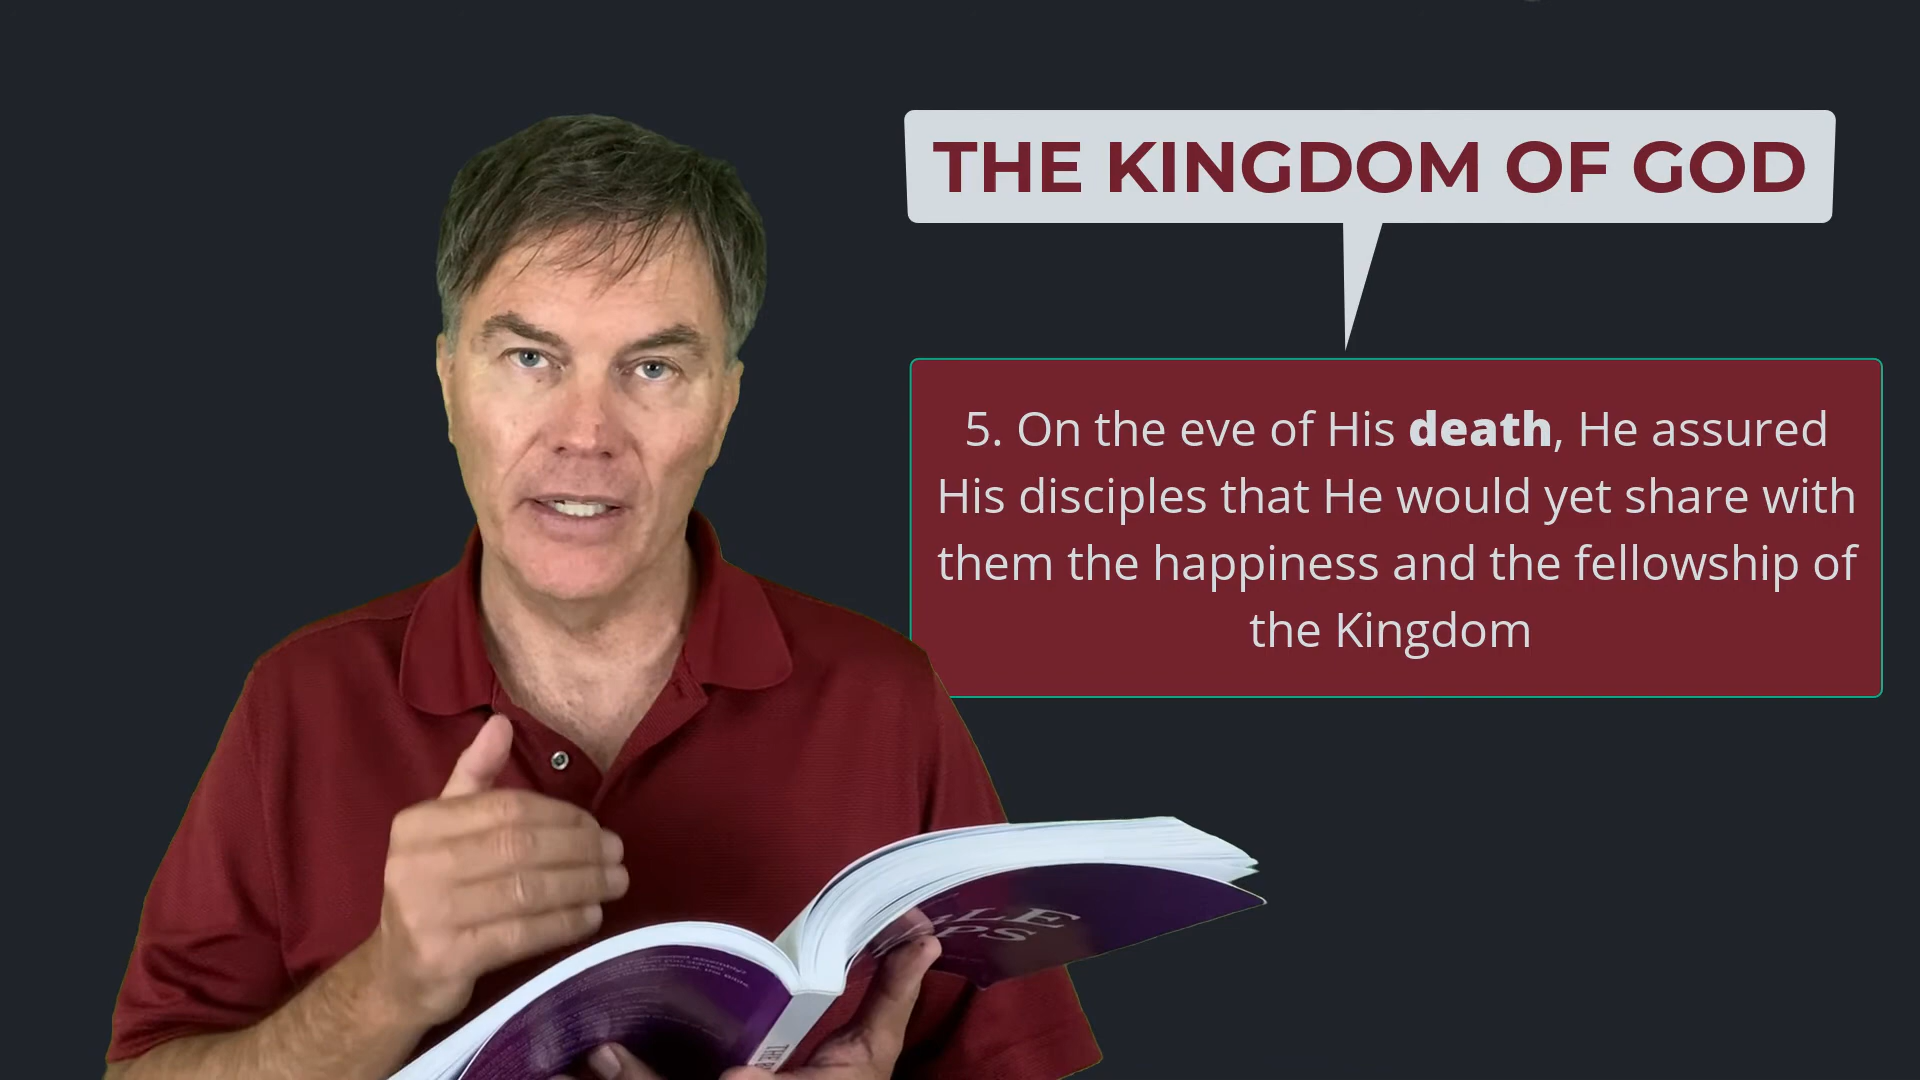 THE KINGDOM OF GOD
5. On the eve of His death, He assured
His disciples that He would yet share with
them the happiness and the fellowship of
the Kingdom